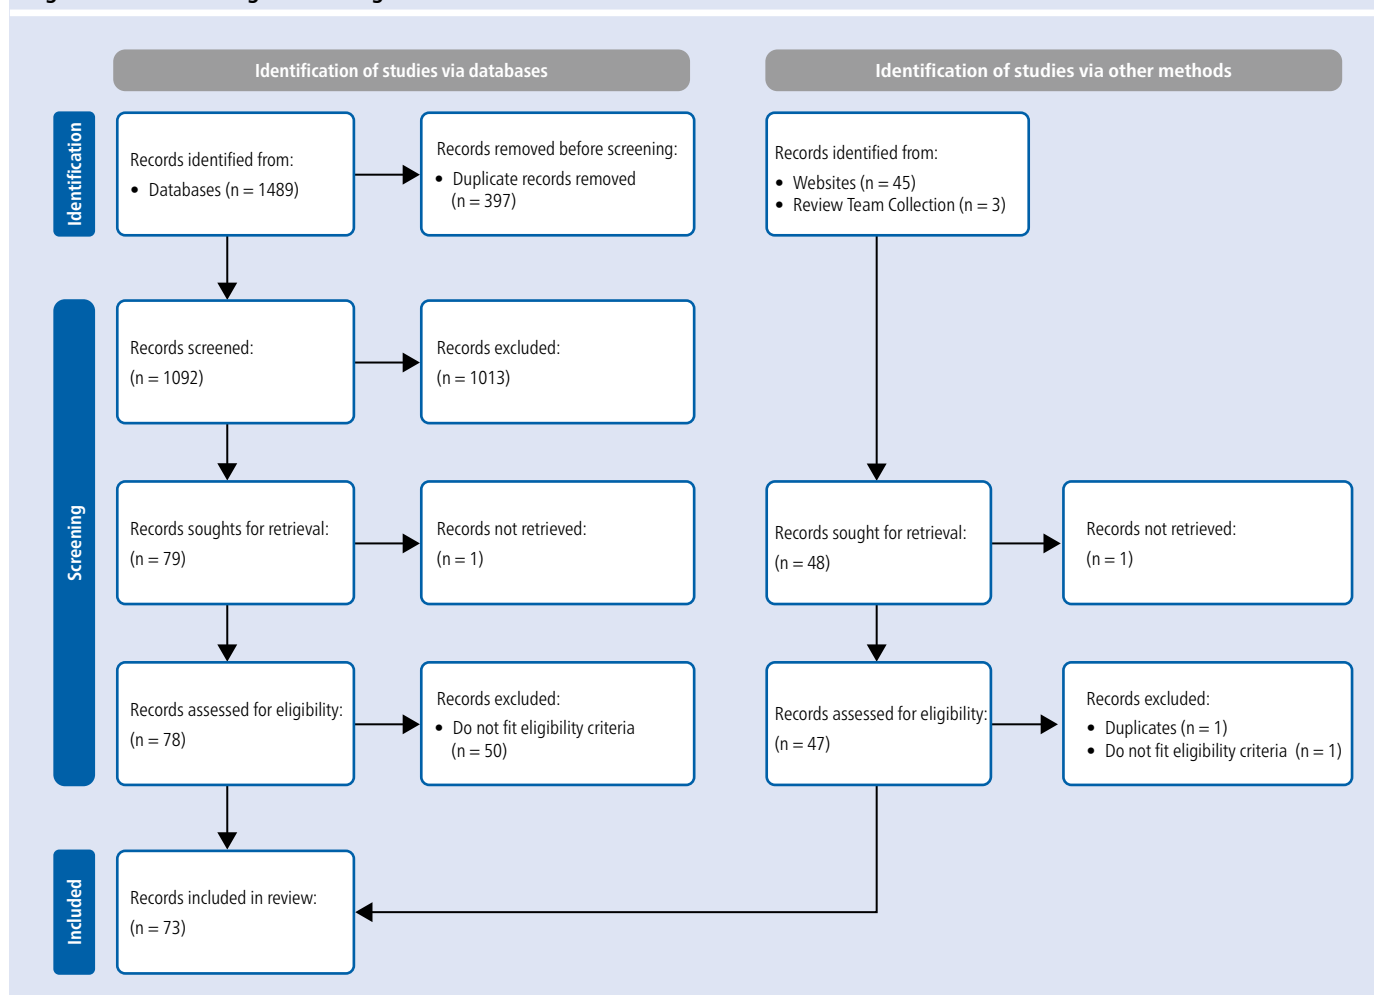 Identification of studies via databases
Identification of studies via other methods
Identification
Records identified from:
• Databases (n = 1489)
Records removed before screening:
• Duplicate records removed
(n = 397)
Records identified from:
• Websites (n = 45)
• Review Team Collection (n = 3)
Screening
Records screened:
(n = 1092)
Records excluded:
(n = 1013)
Records soughts for retrieval:
(n = 79)
Records not retrieved:
(n = 1)
Records sought for retrieval:
(n = 48)
Records not retrieved:
(n = 1)
Records assessed for eligibility:
(n = 78)
Records excluded:
• Do not fit eligibility criteria
(n = 50)
Records assessed for eligibility:
(n = 47)
Records excluded:
• Duplicates (n = 1)
• Do not fit eligibility criteria (n = 1)
Included
Records included in review:
(n = 73)